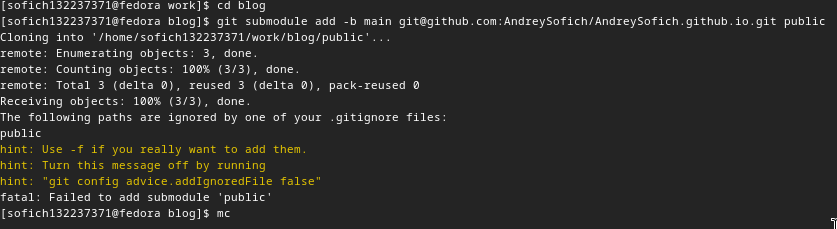 [sofich132237371@fedora work]$ cd blog
[sofich132237371@fedora blog]$ git submodule add -b main git@github.com:AndreySofich/AndreySofich.github.io.git public
Cloning into '/home/sofich132237371/work/blog/public'...
remote: Enumerating objects: 3, done.
remote: Counting objects: 100% (3/3), done.
remote: Total 3 (delta 0), reused 3 (delta 0), pack-reused 0
Receiving objects: 100% (3/3), done.
The following paths are ignored by one of your .gitignore files:
public
hint: Use -f if you really want to add them.
hint: Turn this message off by running
hint: "git config advice.addIgnoredFile false"
fatal: Failed to add submodule 'public'
[sofich132237371@fedora blog]$ mc